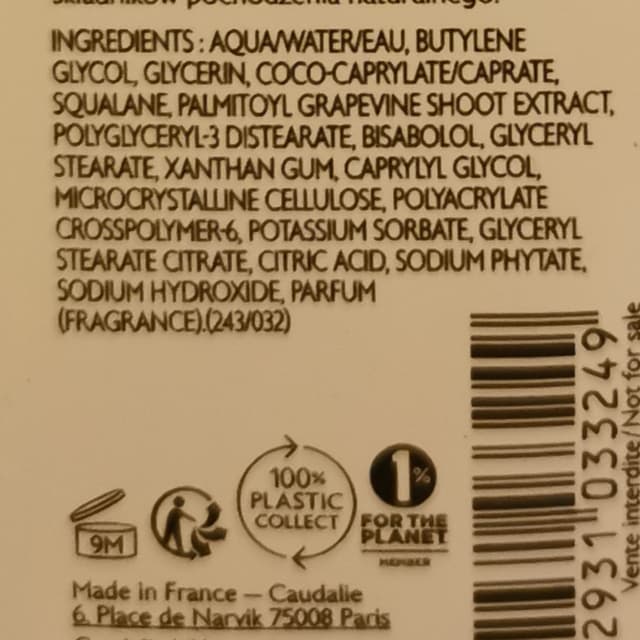 składników pochodzenia naturalnego.
INGREDIENTS : AQUA/WATER/EAU, BUTYLENE
GLYCOL, GLYCERIN, COCO-CAPRYLATE/CAPRATE,
SQUALANE, PALMITOYL GRAPEVINE SHOOT EXTRACT,
POLYGLYCERYL-3 DISTEARATE, BISABOLOL, GLYCERYL
STEARATE, XANTHAN GUM, CAPRYLYL GLYCOL,
MICROCRYSTALLINE CELLULOSE, POLYACRYLATE
CROSSPOLYMER-6, POTASSIUM SORBATE, GLYCERYL
STEARATE CITRATE, CITRIC ACID, SODIUM PHYTATE,
SODIUM HYDROXIDE, PARFUM
(FRAGRANCE).(243/032)
9M
100%
PLASTIC
COLLECT
1%
FOR THE
PLANET
MEMBER
Made in France – Caudalie
6, Place de Narvik 75008 Paris
2931 033249
Vente interdite/Not for sale